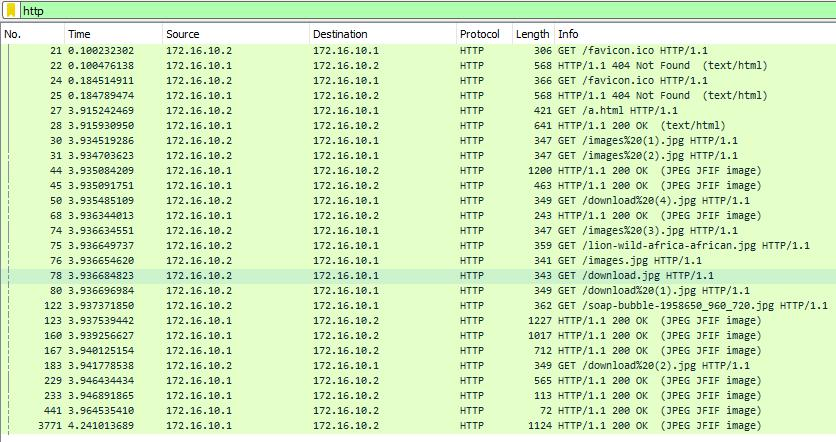 http
No. Time Source Destination Protocol Length Info
21 0.100232302 172.16.10.2 172.16.10.1 HTTP 306 GET /favicon.ico HTTP/1.1
22 0.100476138 172.16.10.1 172.16.10.2 HTTP 568 HTTP/1.1 404 Not Found (text/html)
24 0.184514911 172.16.10.2 172.16.10.1 HTTP 366 GET /favicon.ico HTTP/1.1
25 0.184789474 172.16.10.1 172.16.10.2 HTTP 568 HTTP/1.1 404 Not Found (text/html)
27 3.915242469 172.16.10.2 172.16.10.1 HTTP 421 GET /a.html HTTP/1.1
28 3.915930950 172.16.10.1 172.16.10.2 HTTP 641 HTTP/1.1 200 OK (text/html)
30 3.934519286 172.16.10.2 172.16.10.1 HTTP 347 GET /images%20(1).jpg HTTP/1.1
31 3.934703623 172.16.10.2 172.16.10.1 HTTP 347 GET /images%20(2).jpg HTTP/1.1
44 3.935084209 172.16.10.1 172.16.10.2 HTTP 1200 HTTP/1.1 200 OK (JPEG JFIF image)
45 3.935091751 172.16.10.1 172.16.10.2 HTTP 463 HTTP/1.1 200 OK (JPEG JFIF image)
50 3.935485109 172.16.10.2 172.16.10.1 HTTP 349 GET /download%20(4).jpg HTTP/1.1
68 3.936344013 172.16.10.1 172.16.10.2 HTTP 243 HTTP/1.1 200 OK (JPEG JFIF image)
74 3.936634551 172.16.10.2 172.16.10.1 HTTP 347 GET /images%20(3).jpg HTTP/1.1
75 3.936649737 172.16.10.2 172.16.10.1 HTTP 359 GET /lion-wild-africa-african.jpg HTTP/1.1
76 3.936654620 172.16.10.2 172.16.10.1 HTTP 341 GET /images.jpg HTTP/1.1
78 3.936684823 172.16.10.2 172.16.10.1 HTTP 343 GET /download.jpg HTTP/1.1
80 3.936696984 172.16.10.2 172.16.10.1 HTTP 349 GET /download%20(1).jpg HTTP/1.1
122 3.937371850 172.16.10.2 172.16.10.1 HTTP 362 GET /soap-bubble-1958650_960_720.jpg HTTP/1.1
123 3.937539442 172.16.10.1 172.16.10.2 HTTP 1227 HTTP/1.1 200 OK (JPEG JFIF image)
160 3.939256627 172.16.10.1 172.16.10.2 HTTP 1017 HTTP/1.1 200 OK (JPEG JFIF image)
167 3.940125154 172.16.10.1 172.16.10.2 HTTP 712 HTTP/1.1 200 OK (JPEG JFIF image)
183 3.941778538 172.16.10.2 172.16.10.1 HTTP 349 GET /download%20(2).jpg HTTP/1.1
229 3.946434434 172.16.10.1 172.16.10.2 HTTP 565 HTTP/1.1 200 OK (JPEG JFIF image)
233 3.946891865 172.16.10.1 172.16.10.2 HTTP 113 HTTP/1.1 200 OK (JPEG JFIF image)
441 3.964535410 172.16.10.1 172.16.10.2 HTTP 72 HTTP/1.1 200 OK (JPEG JFIF image)
3771 4.241013689 172.16.10.1 172.16.10.2 HTTP 1124 HTTP/1.1 200 OK (JPEG JFIF image)